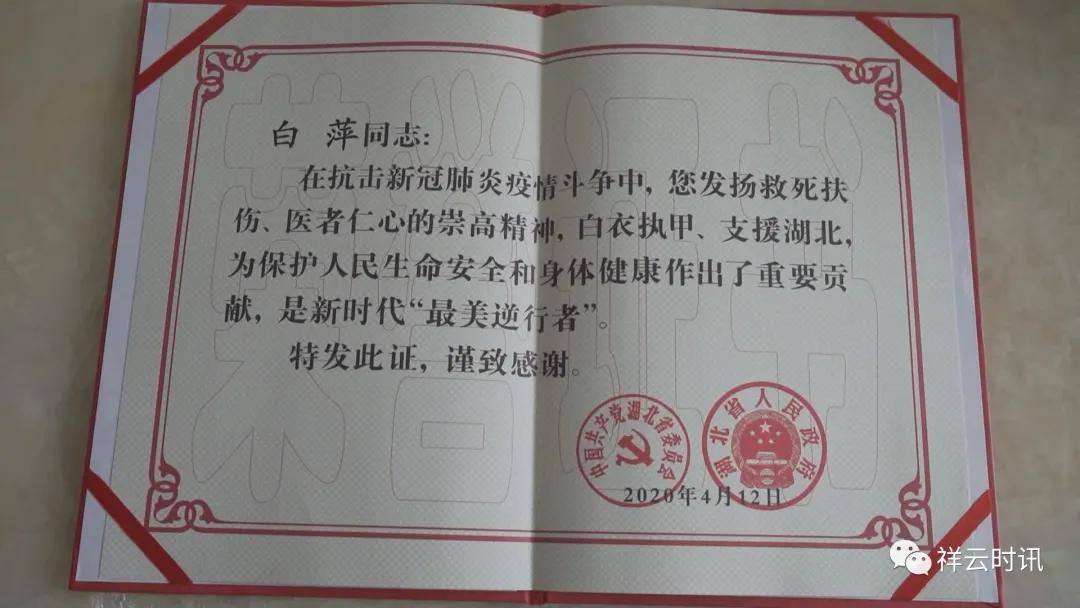 白 萍同志：
在抗击新冠肺炎疫情斗争中，您发扬救死扶
伤、医者仁心的崇高精神，白衣执甲、支援湖北，
为保护人民生命安全和身体健康作出了重要贡
献，是新时代“最美逆行者”。
特发此证，谨致感谢。
中国共产党湖北省委员会
湖北省人民政府
2020年4月12日
祥云时讯